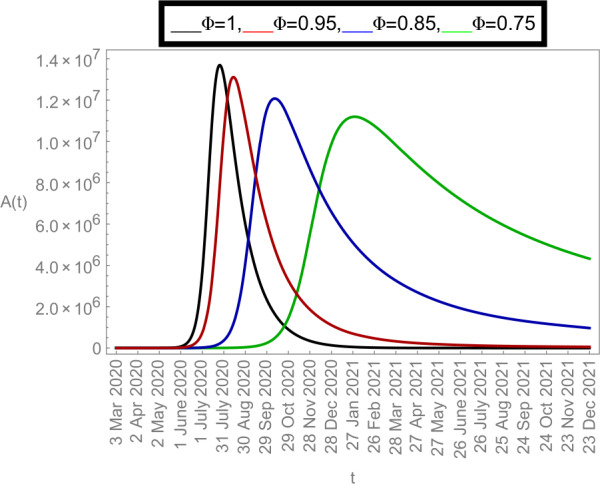 Φ=1, Φ=0.95, Φ=0.85, Φ=0.75
1.4×10⁷
1.2×10⁷
1.0×10⁷
8.0×10⁶
6.0×10⁶
4.0×10⁶
2.0×10⁶
0
A(t)
3 Mar 2020
2 Apr 2020
2 May 2020
1 June 2020
1 July 2020
31 July 2020
30 Aug 2020
29 Sep 2020
29 Oct 2020
28 Nov 2020
28 Dec 2020
27 Jan 2021
26 Feb 2021
28 Mar 2021
27 Apr 2021
27 May 2021
26 June 2021
26 July 2021
25 Aug 2021
24 Sep 2021
24 Oct 2021
23 Nov 2021
23 Dec 2021
t